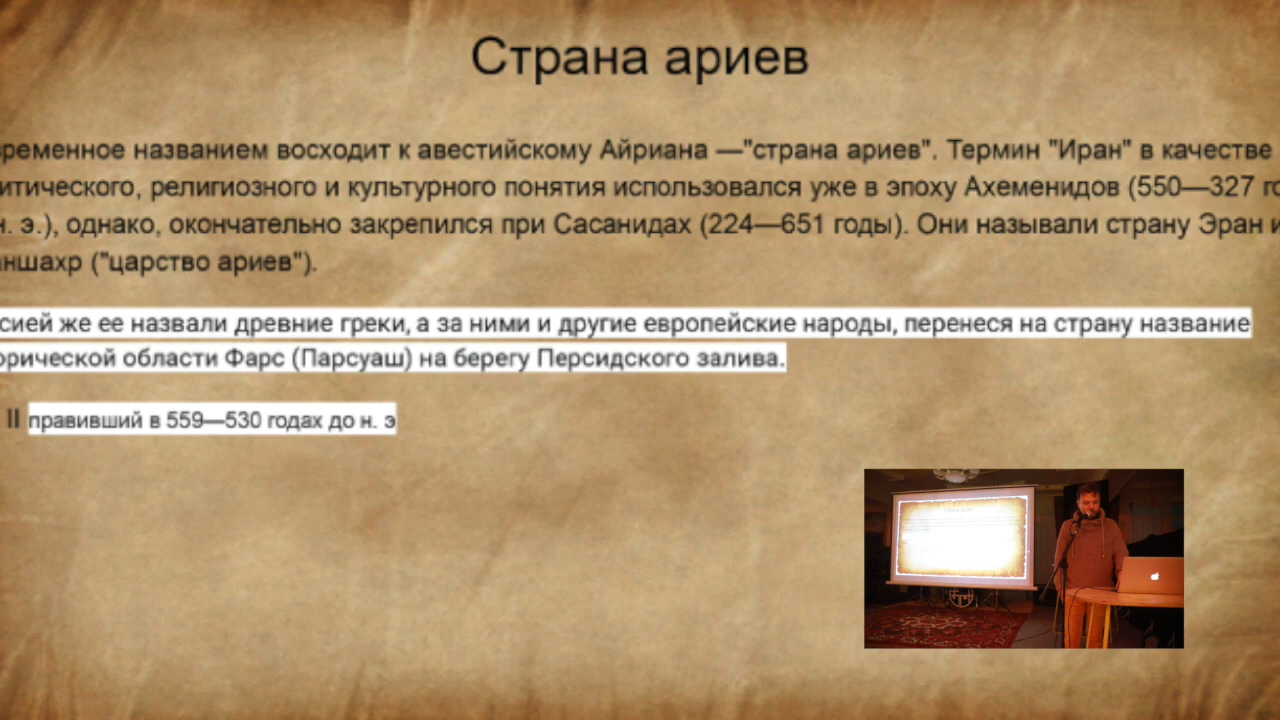 Страна ариев
временное названием восходит к авестийскому Айриана —"страна ариев". Термин "Иран" в качестве
итического, религиозного и культурного понятия использовался уже в эпоху Ахеменидов (550—327 го
н. э.), однако, окончательно закрепился при Сасанидах (224—651 годы). Они называли страну Эран и
аншахр ("царство ариев").
сией же ее назвали древние греки, а за ними и другие европейские народы, перенеся на страну название
орической области Фарс (Парсуаш) на берегу Персидского залива.
II правивший в 559—530 годах до н. э